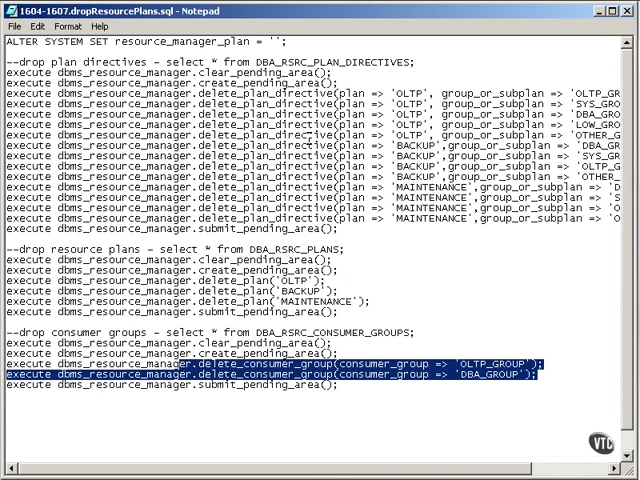 1604-1607.dropResourcePlans.sql - Notepad
File Edit Format Help
ALTER SYSTEM SET resource_manager_plan = '';
--drop plan directives - select * from DBA_RSRC_PLAN_DIRECTIVES;
execute dbms_resource_manager.clear_pending_area();
execute dbms_resource_manager.create_pending_area();
execute dbms_resource_manager.delete_plan_directive(plan => 'OLTP', group_or_subplan => 'OLTP_GR
execute dbms_resource_manager.delete_plan_directive(plan => 'OLTP', group_or_subplan => 'SYS_GRO
execute dbms_resource_manager.delete_plan_directive(plan => 'OLTP', group_or_subplan => 'DBA_GRO
execute dbms_resource_manager.delete_plan_directive(plan => 'OLTP', group_or_subplan => 'LOW_GRO
execute dbms_resource_manager.delete_plan_directive(plan => 'OLTP', group_or_subplan => 'OTHER_G
execute dbms_resource_manager.delete_plan_directive(plan => 'BACKUP',group_or_subplan => 'DBA_G
execute dbms_resource_manager.delete_plan_directive(plan => 'BACKUP',group_or_subplan => 'SYS_G
execute dbms_resource_manager.delete_plan_directive(plan => 'BACKUP',group_or_subplan => 'OLTP_
execute dbms_resource_manager.delete_plan_directive(plan => 'BACKUP',group_or_subplan => 'OTHER_
execute dbms_resource_manager.delete_plan_directive(plan => 'MAINTENANCE',group_or_subplan => 'D
execute dbms_resource_manager.delete_plan_directive(plan => 'MAINTENANCE',group_or_subplan => 'S
execute dbms_resource_manager.delete_plan_directive(plan => 'MAINTENANCE',group_or_subplan => 'O
execute dbms_resource_manager.delete_plan_directive(plan => 'MAINTENANCE',group_or_subplan => 'O
execute dbms_resource_manager.submit_pending_area();
--drop resource plans - select * from DBA_RSRC_PLANS;
execute dbms_resource_manager.clear_pending_area();
execute dbms_resource_manager.create_pending_area();
execute dbms_resource_manager.delete_plan('OLTP');
execute dbms_resource_manager.delete_plan('BACKUP');
execute dbms_resource_manager.delete_plan('MAINTENANCE');
execute dbms_resource_manager.submit_pending_area();
--drop consumer groups - select * from DBA_RSRC_CONSUMER_GROUPS;
execute dbms_resource_manager.clear_pending_area();
execute dbms_resource_manager.create_pending_area();
execute dbms_resource_manager.delete_consumer_group(consumer_group => 'OLTP_GROUP');
execute dbms_resource_manager.delete_consumer_group(consumer_group => 'DBA_GROUP');
execute dbms_resource_manager.submit_pending_area();
VTC